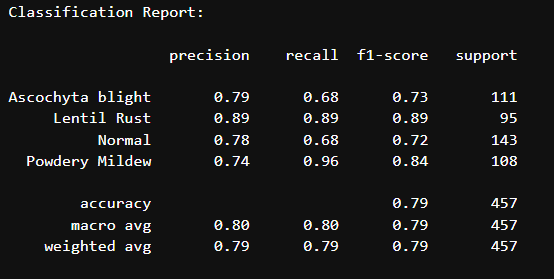 Classification Report:
precision recall f1-score support
Ascochyta blight 0.79 0.68 0.73 111
Lentil Rust 0.89 0.89 0.89 95
Normal 0.78 0.68 0.72 143
Powdery Mildew 0.74 0.96 0.84 108
accuracy 0.79 457
macro avg 0.80 0.80 0.79 457
weighted avg 0.79 0.79 0.79 457